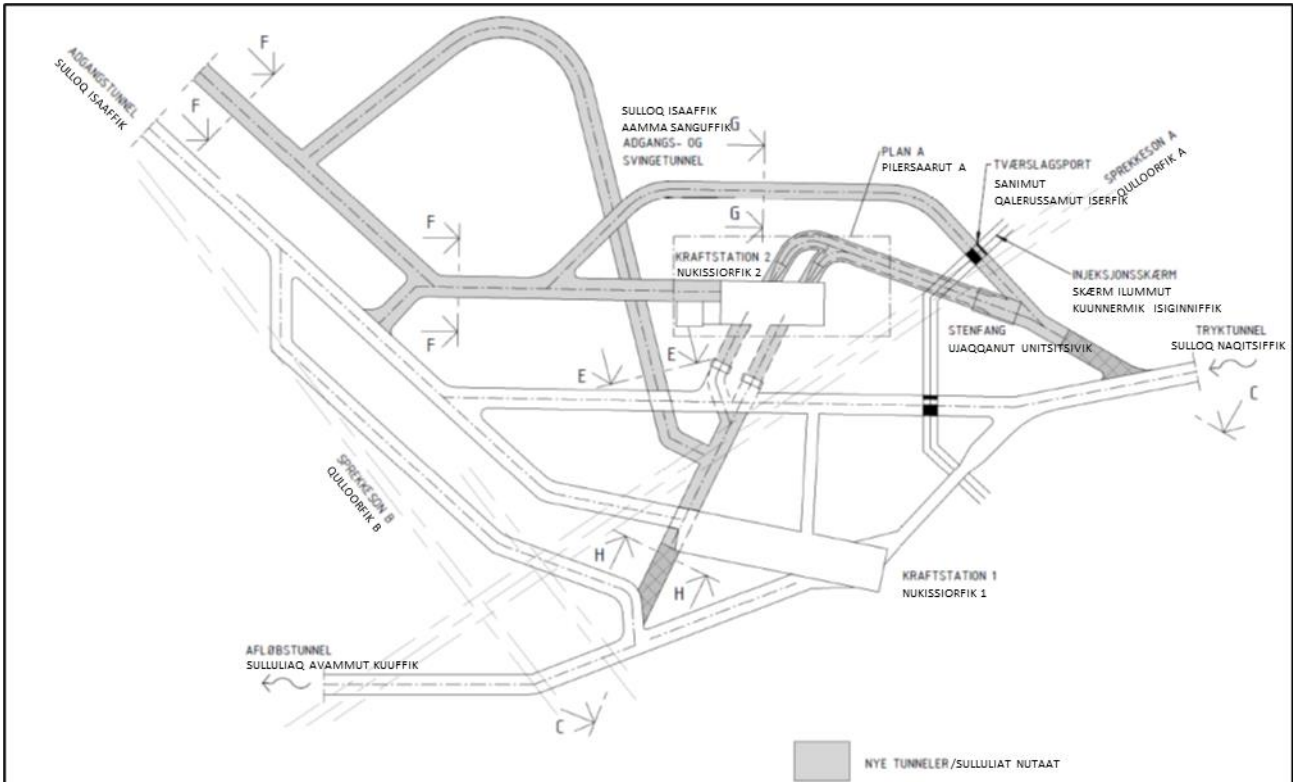 ADGANGSTUNNEL
SULLOQ ISAAFFIK
F
F
SULLOQ ISAAFFIK
AAMMA SANGUFFIK
ADGANGS- OG
SVINGETUNNEL
G
G
PLAN A
PILERSAARUT A
TVÆRSLAGSPORT
SANIMUT
QALERUSSAMUT ISERFIK
SPREKKESON A
QULLOORFIK A
F
F
KRAFTSTATION 2
NUKISSIORFIK 2
INJEKSJONSSKÆRM
SKÆRM ILUMMUT
KUUNNERMIK ISIGINNIFFIK
STENFANG
UJAQQANUT UNITSITSIVIK
TRYKTUNNEL
SULLOQ NAQITSIFFIK
E
E
C
SPREKKESON B
QULLOORFIK B
H
H
KRAFTSTATION 1
NUKISSIORFIK 1
AFLØBSTUNNEL
SULLULIAQ AVAMMUT KUUFFIK
C
NYE TUNNELER/SULLULIAT NUTAAT